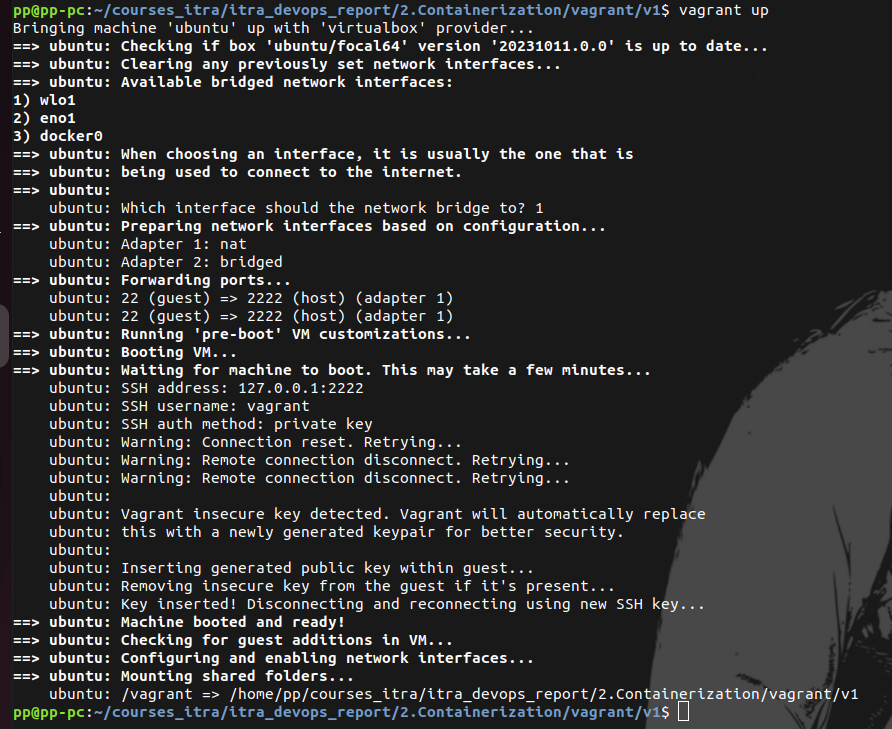 pp@pp-pc:~/courses_itra/itra_devops_report/2.Containerization/vagrant/v1$ vagrant up
Bringing machine 'ubuntu' up with 'virtualbox' provider...
==> ubuntu: Checking if box 'ubuntu/focal64' version '20231011.0.0' is up to date...
==> ubuntu: Clearing any previously set network interfaces...
==> ubuntu: Available bridged network interfaces:
1) wlo1
2) eno1
3) docker0
==> ubuntu: When choosing an interface, it is usually the one that is
==> ubuntu: being used to connect to the internet.
==> ubuntu:
    ubuntu: Which interface should the network bridge to? 1
==> ubuntu: Preparing network interfaces based on configuration...
    ubuntu: Adapter 1: nat
    ubuntu: Adapter 2: bridged
==> ubuntu: Forwarding ports...
    ubuntu: 22 (guest) => 2222 (host) (adapter 1)
    ubuntu: 22 (guest) => 2222 (host) (adapter 1)
==> ubuntu: Running 'pre-boot' VM customizations...
==> ubuntu: Booting VM...
==> ubuntu: Waiting for machine to boot. This may take a few minutes...
    ubuntu: SSH address: 127.0.0.1:2222
    ubuntu: SSH username: vagrant
    ubuntu: SSH auth method: private key
    ubuntu: Warning: Connection reset. Retrying...
    ubuntu: Warning: Remote connection disconnect. Retrying...
    ubuntu: Warning: Remote connection disconnect. Retrying...
    ubuntu:
    ubuntu: Vagrant insecure key detected. Vagrant will automatically replace
    ubuntu: this with a newly generated keypair for better security.
    ubuntu:
    ubuntu: Inserting generated public key within guest...
    ubuntu: Removing insecure key from the guest if it's present...
    ubuntu: Key inserted! Disconnecting and reconnecting using new SSH key...
==> ubuntu: Machine booted and ready!
==> ubuntu: Checking for guest additions in VM...
==> ubuntu: Configuring and enabling network interfaces...
==> ubuntu: Mounting shared folders...
    ubuntu: /vagrant => /home/pp/courses_itra/itra_devops_report/2.Containerization/vagrant/v1
pp@pp-pc:~/courses_itra/itra_devops_report/2.Containerization/vagrant/v1$